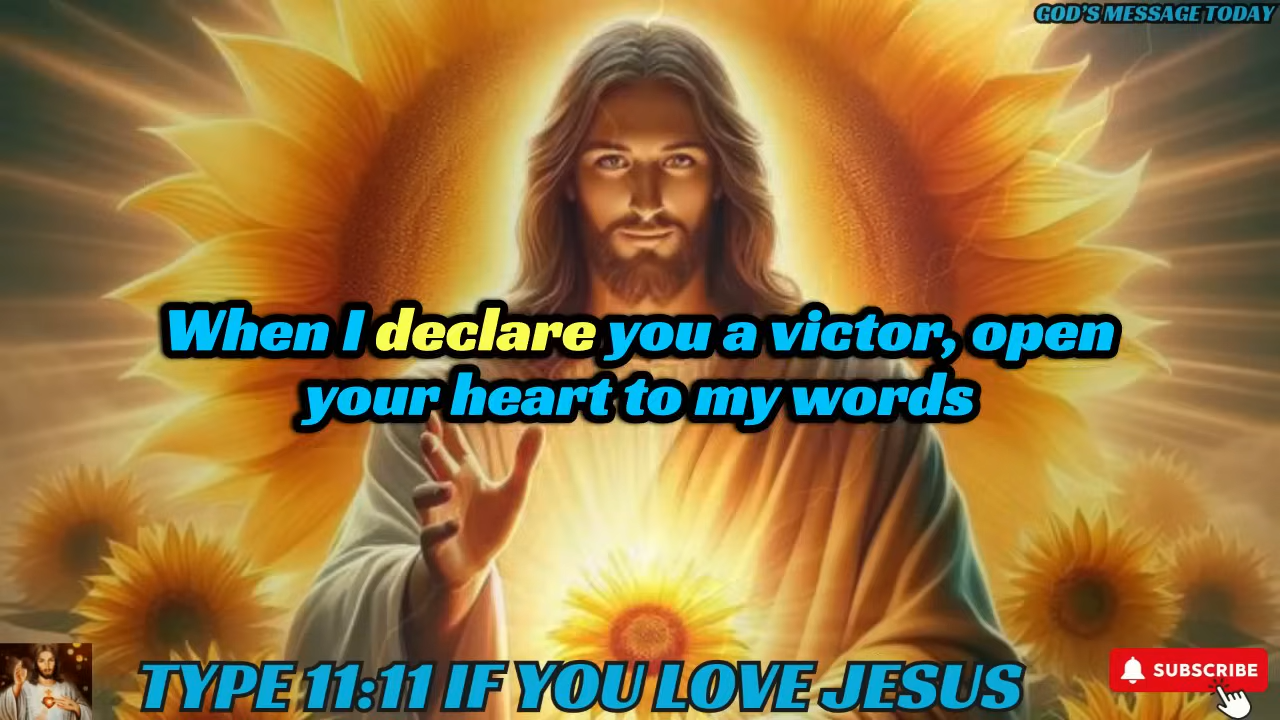 GOD'S MESSAGE TODAY
When I declare you a victor, open
your heart to my words
TYPE 11:11 IF YOU LOVE JESUS
SUBSCRIBE